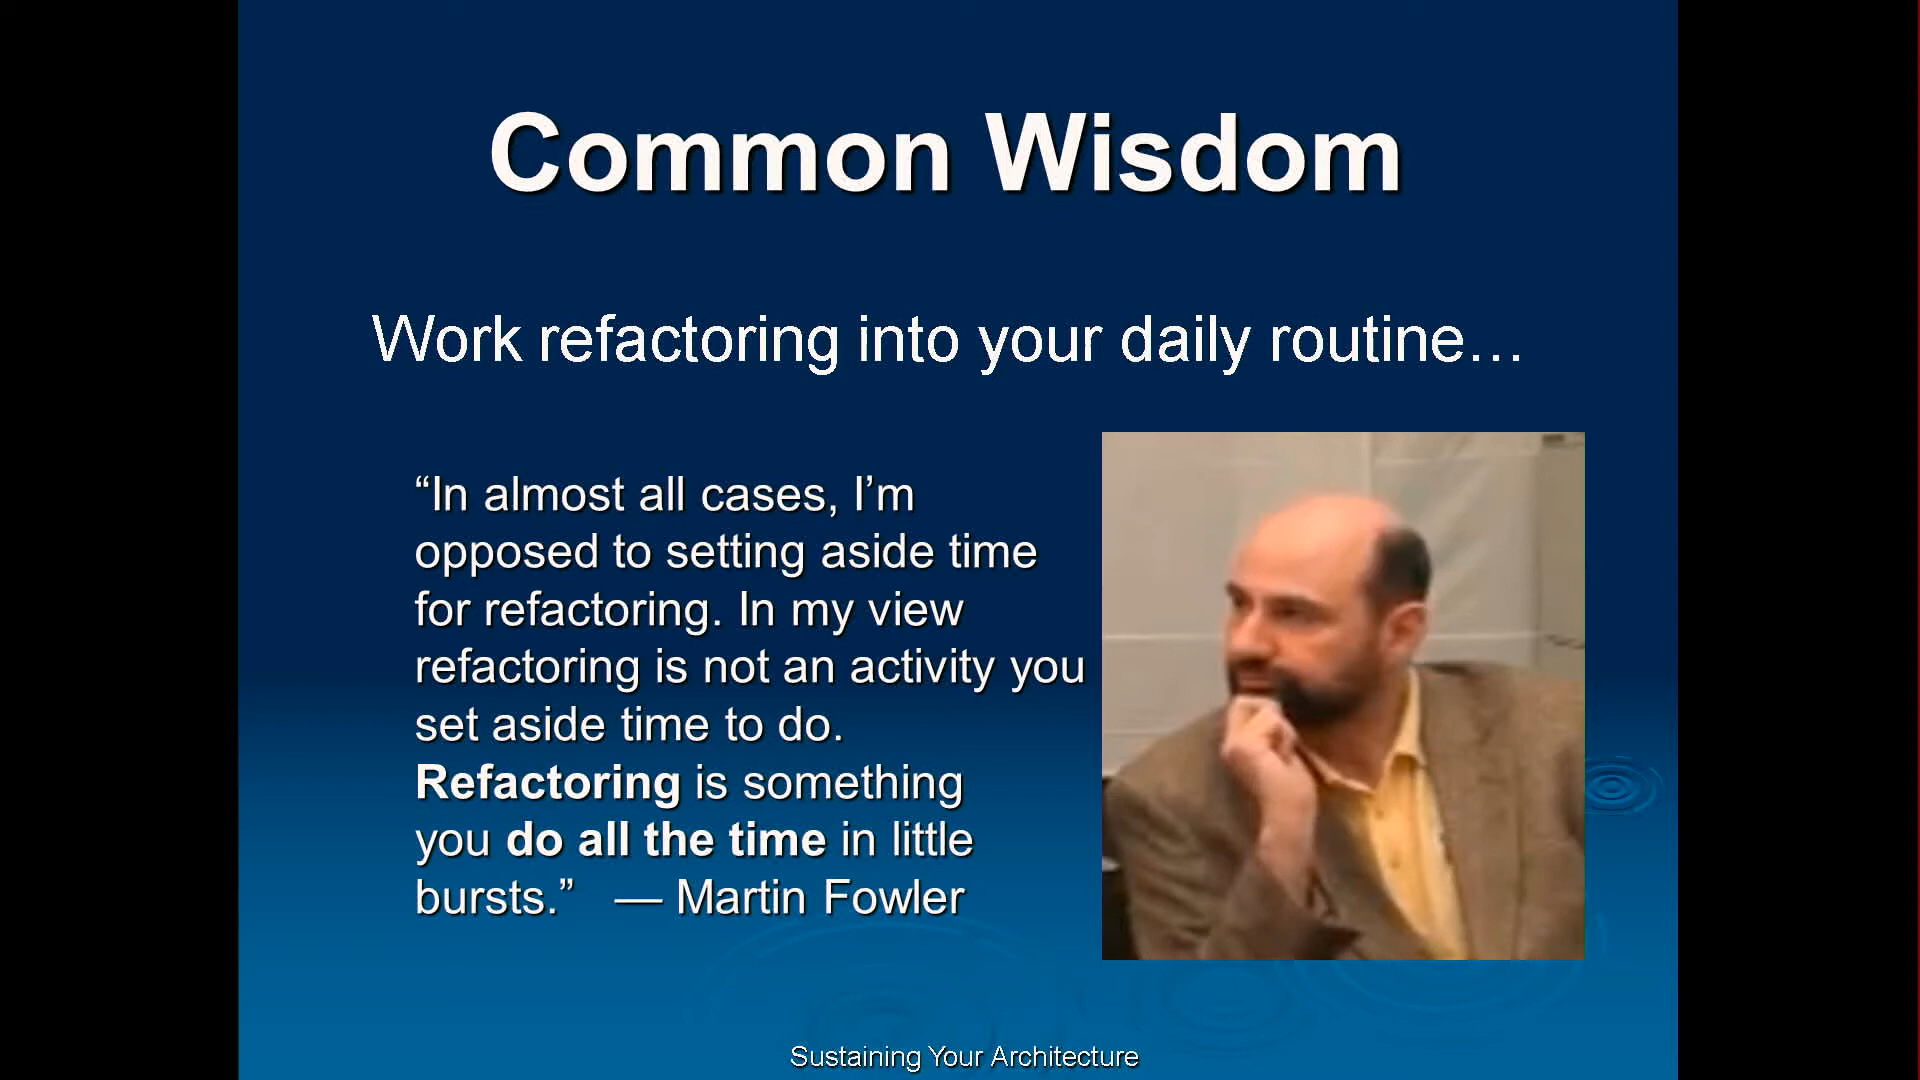 Common Wisdom
Work refactoring into your daily routine…
“In almost all cases, I’m
opposed to setting aside time
for refactoring. In my view
refactoring is not an activity you
set aside time to do.
Refactoring is something
you do all the time in little
bursts.” — Martin Fowler
Sustaining Your Architecture